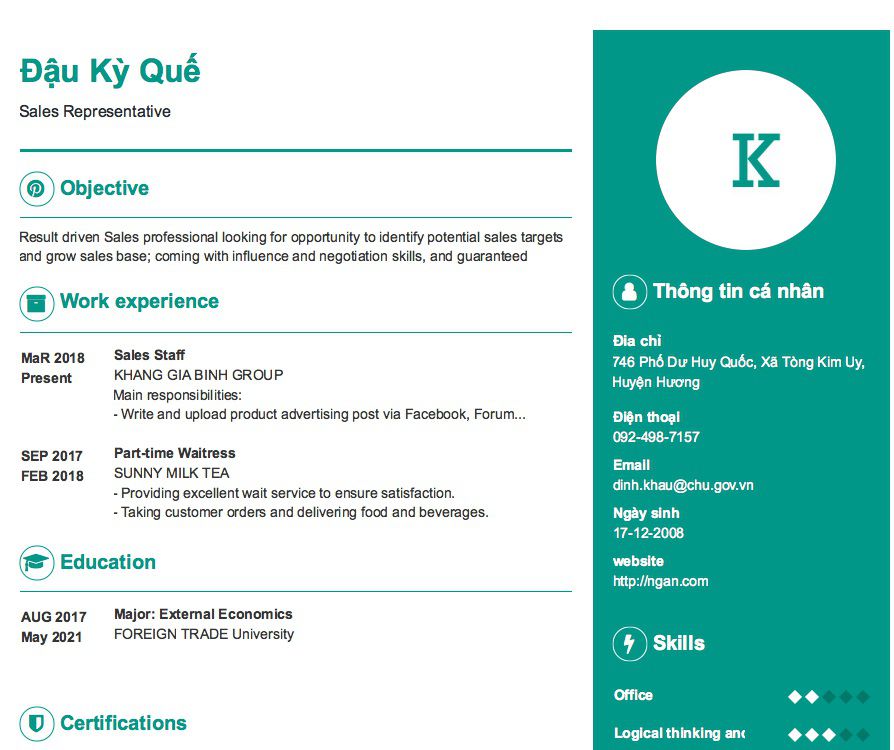 Đậu Kỳ Quế
Sales Representative
Objective
Result driven Sales professional looking for opportunity to identify potential sales targets
and grow sales base; coming with influence and negotiation skills, and guaranteed
Work experience
MaR 2018
Present
Sales Staff
KHANG GIA BINH GROUP
Main responsibilities:
- Write and upload product advertising post via Facebook, Forum...
SEP 2017
FEB 2018
Part-time Waitress
SUNNY MILK TEA
- Providing excellent wait service to ensure satisfaction.
- Taking customer orders and delivering food and beverages.
Education
AUG 2017
May 2021
Major: External Economics
FOREIGN TRADE University
Certifications
K
Thông tin cá nhân
Đia chỉ
746 Phố Dư Huy Quốc, Xã Tòng Kim Uy,
Huyện Hương
Điện thoại
092-498-7157
Email
dinh.khau@chu.gov.vn
Ngày sinh
17-12-2008
website
http://ngan.com
Skills
Office
Logical thinking and